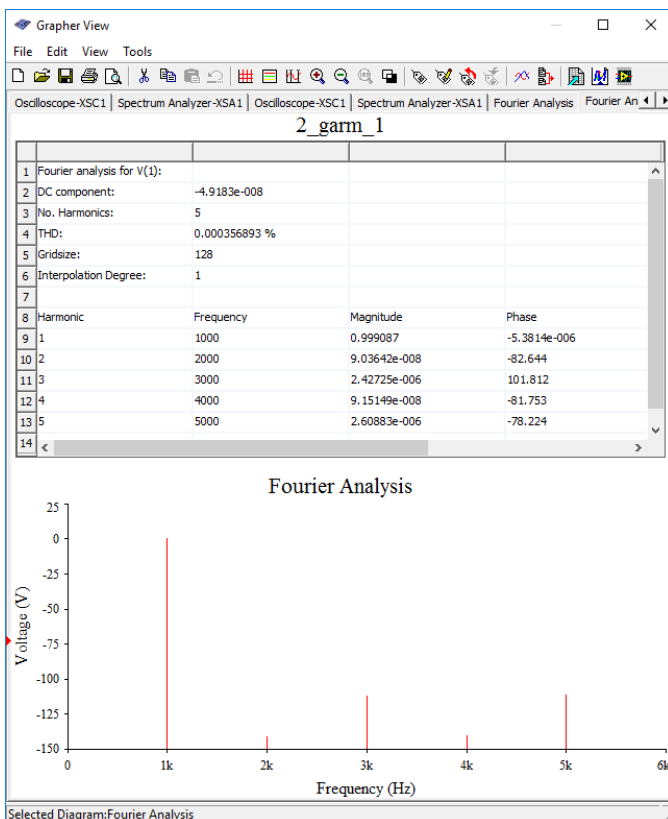 Grapher View
File Edit View Tools
Oscilloscope-XSC1 Spectrum Analyzer-XSA1 Oscilloscope-XSC1 Spectrum Analyzer-XSA1 Fourier Analysis Fourier An
2_garm_1
1 Fourier analysis for V(1):
2 DC component: -4.9183e-008
3 No. Harmonics: 5
4 THD: 0.000356893 %
5 Gridsize: 128
6 Interpolation Degree: 1
7
8 Harmonic Frequency Magnitude Phase
9 1 1000 0.999087 -5.3814e-006
10 2 2000 9.03642e-008 -82.644
11 3 3000 2.42725e-006 101.812
12 4 4000 9.15149e-008 -81.753
13 5 5000 2.60883e-006 -78.224
14
Fourier Analysis
Voltage (V)
25
0
-25
-50
-75
-100
-125
-150
0 1k 2k 3k 4k 5k 6k
Frequency (Hz)
Selected Diagram:Fourier Analysis